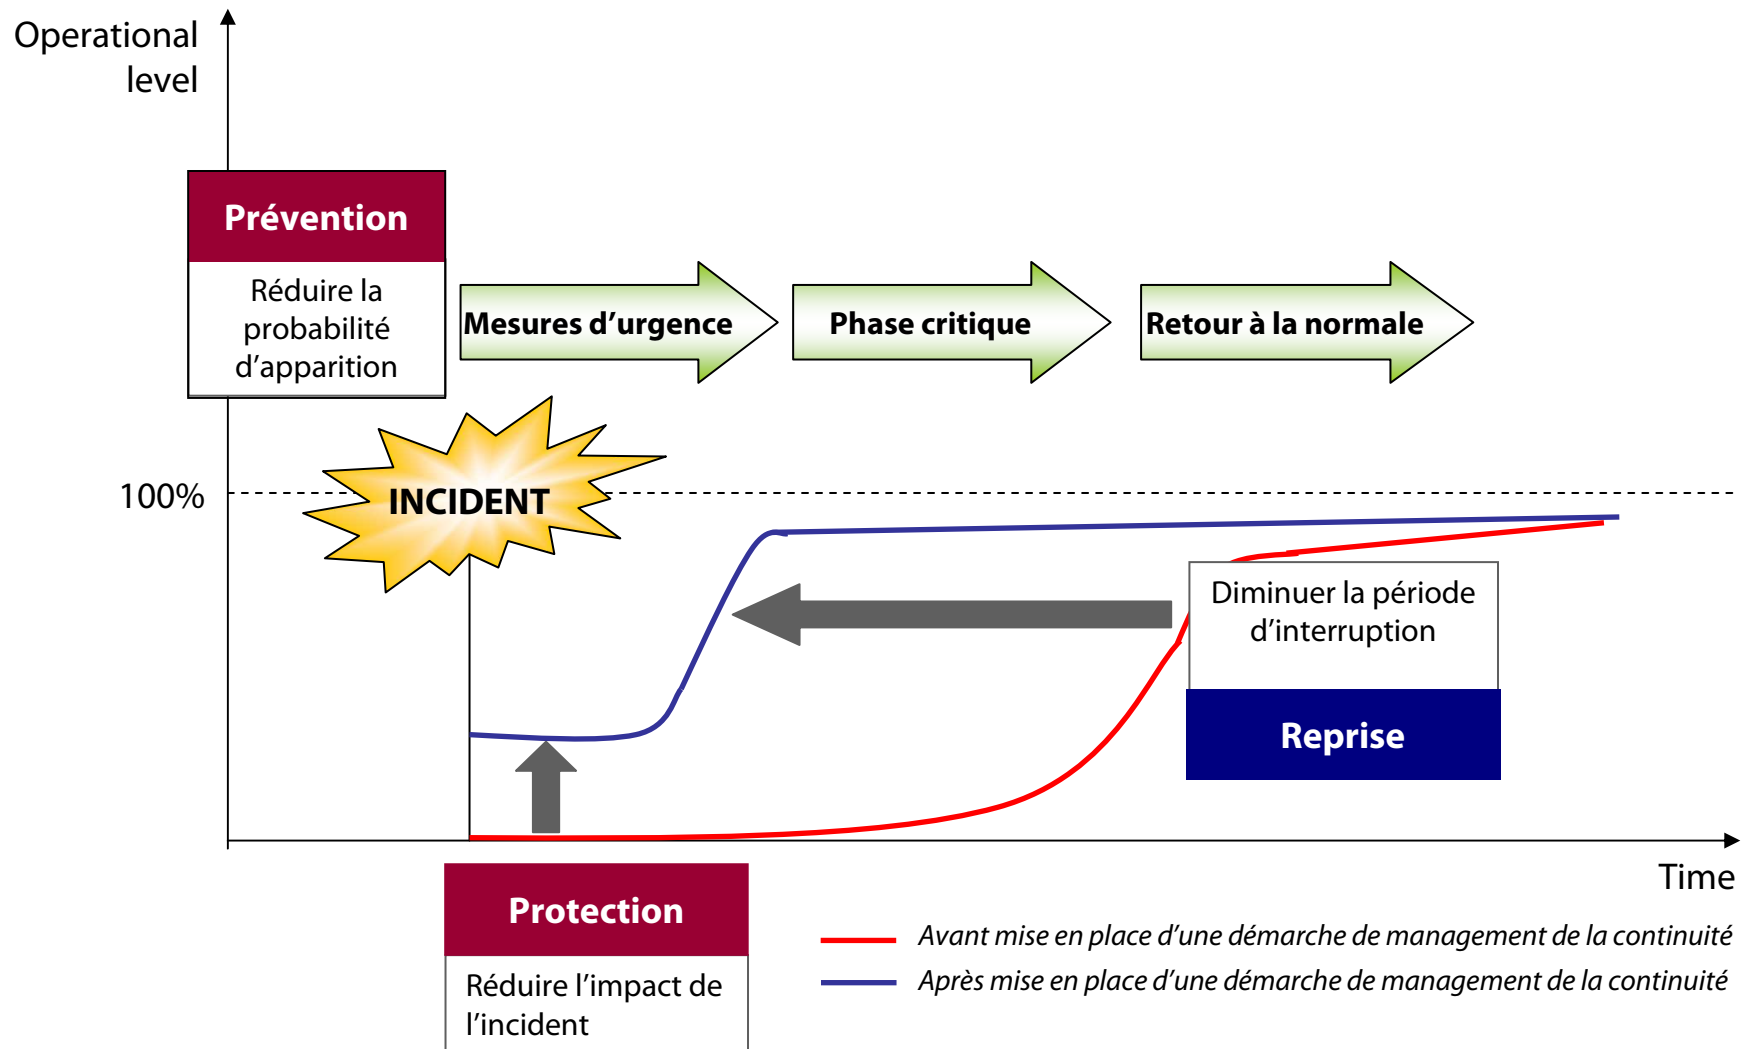 Operational
level
Prévention
Réduire la
probabilité
d’apparition
Mesures d’urgence
Phase critique
Retour à la normale
100%
INCIDENT
Diminuer la période
d’interruption
Reprise
Time
Protection
Réduire l’impact de
l’incident
Avant mise en place d’une démarche de management de la continuité
Après mise en place d’une démarche de management de la continuité